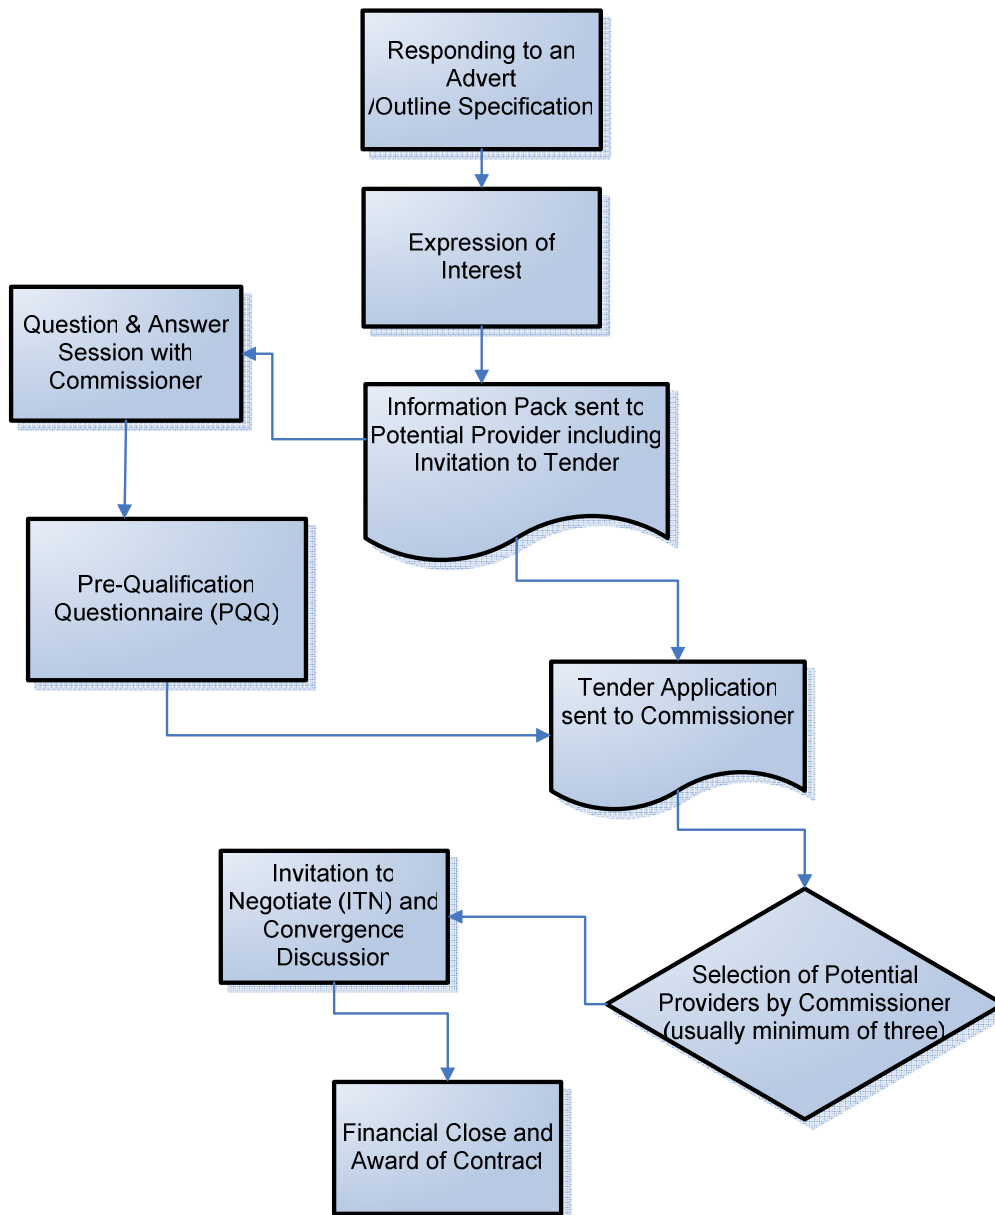 Responding to an
Advert
/Outline Specification
Expression of
Interest
Question & Answer
Session with
Commissioner
Information Pack sent to
Potential Provider including
Invitation to Tender
Pre-Qualification
Questionnaire (PQQ)
Tender Application
sent to Commissioner
Invitation to
Negotiate (ITN) and
Convergence
Discussion
Selection of Potential
Providers by Commissioner
(usually minimum of three)
Financial Close and
Award of Contract